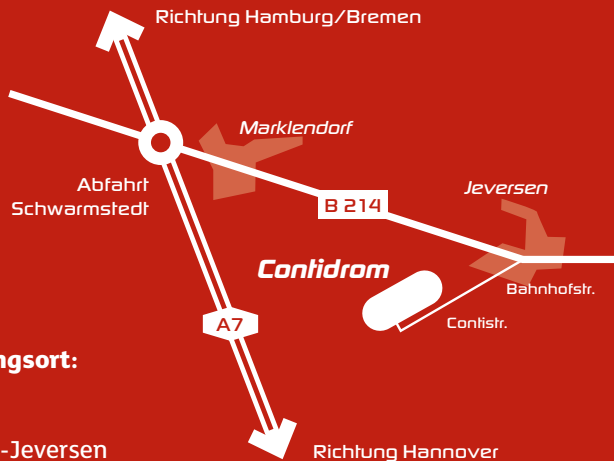 Richtung Hamburg/Bremen
Marklendorf
Abfahrt
Schwarmstedt
Jeversen
B 214
Contidrom
Bahnhofstr.
A7
Contistr.
ngsort:
-Jeversen
Richtung Hannover